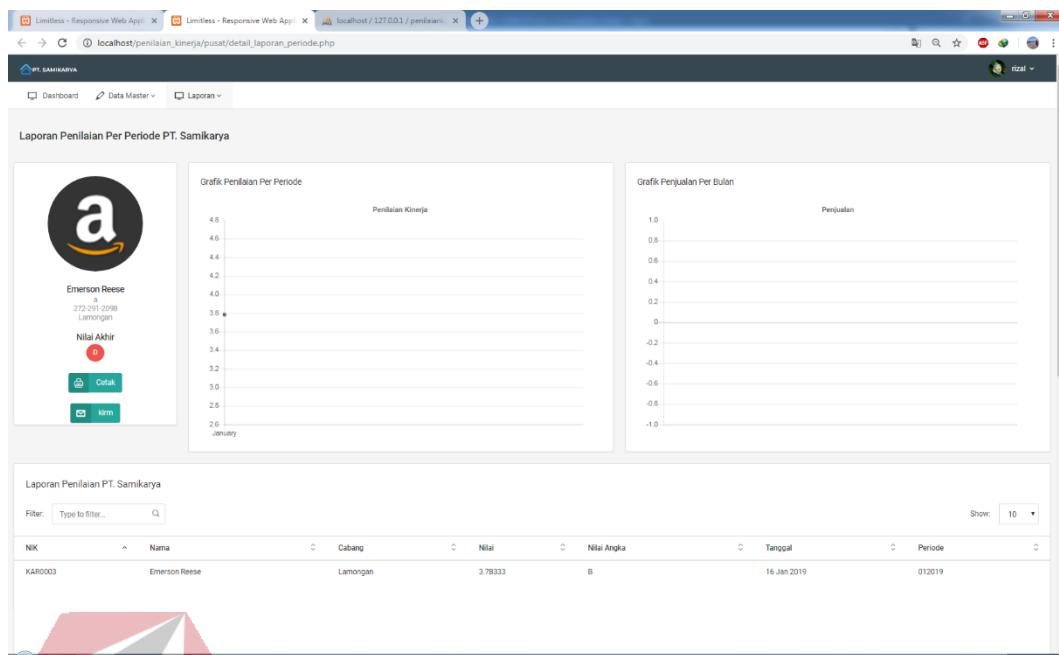 Limitless - Responsive Web Appli
Limitless - Responsive Web Appli
localhost / 127.0.0.1 / penilaiank
localhost/penilaian_kinerja/pusat/detail_laporan_periode.php
PT. SAMIKARYA
rizal
Dashboard
Data Master
Laporan
Laporan Penilaian Per Periode PT. Samikarya
a
Emerson Reese
a
272-291-2098
Lamongan
Nilai Akhir
D
Cetak
kirm
Grafik Penilaian Per Periode
Penilaian Kinerja
4.8
4.6
4.4
4.2
4.0
3.8
3.6
3.4
3.2
3.0
2.8
2.6
January
Grafik Penjualan Per Bulan
Penjualan
1.0
0.8
0.6
0.4
0.2
0
-0.2
-0.4
-0.6
-0.8
-1.0
Laporan Penilaian PT. Samikarya
Filter: Type to filter... Show: 10
NIK Nama Cabang Nilai Nilai Angka Tanggal Periode
KAR0003 Emerson Reese Lamongan 3.78333 B 16 Jan 2019 012019